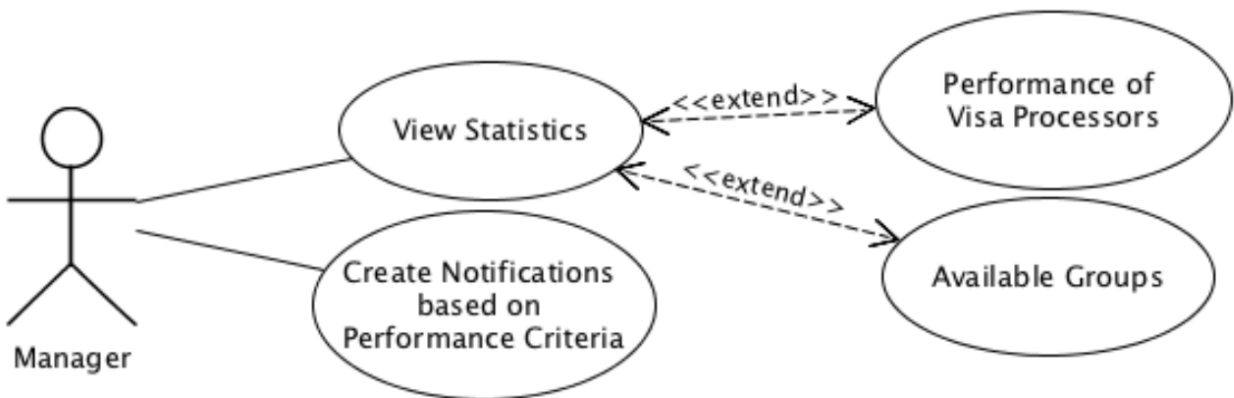 View Statistics
<<extend>>
Performance of
Visa Processors
<<extend>>
Available Groups
Create Notifications
based on
Performance Criteria
Manager